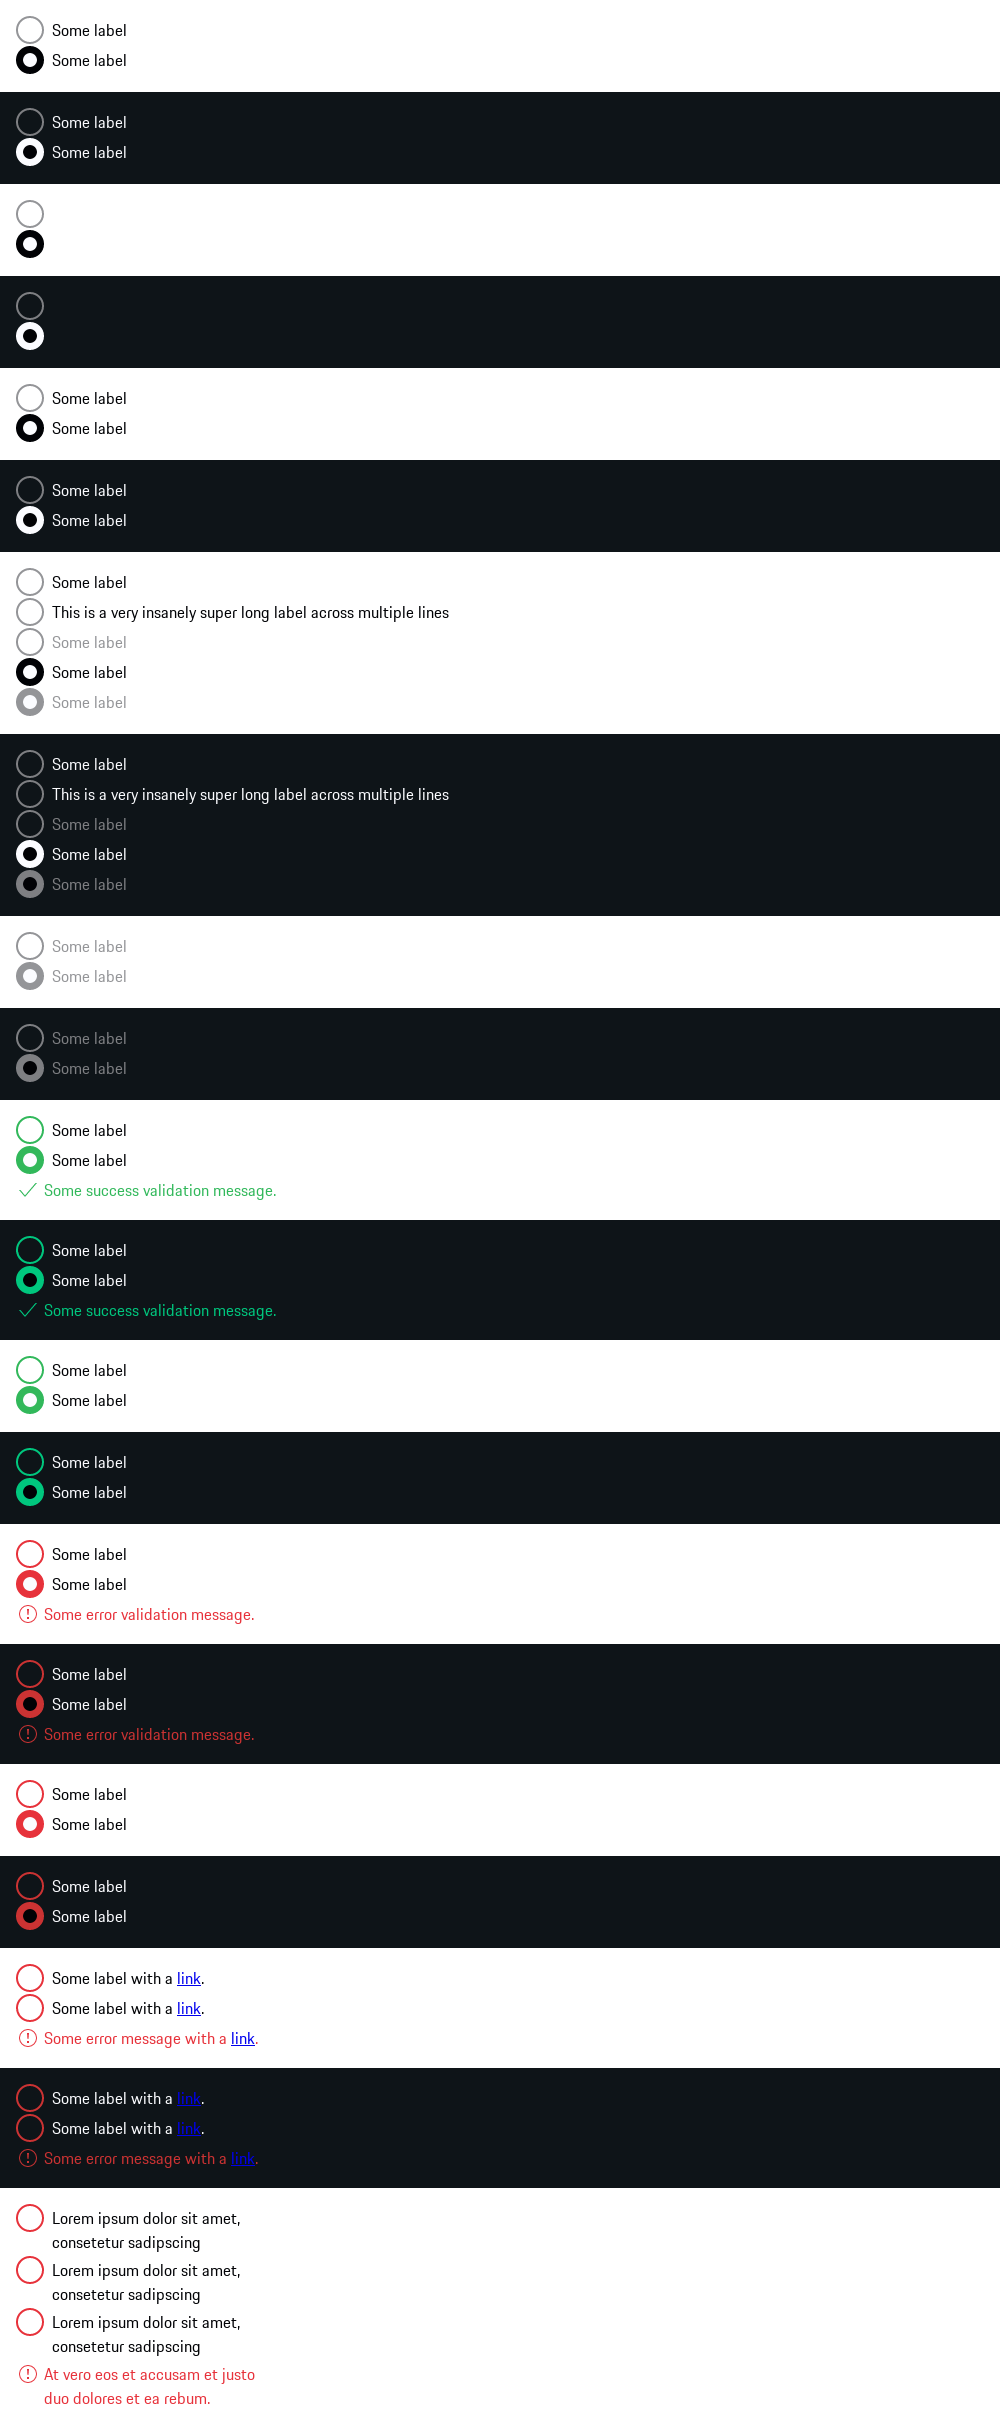 Some label
Some label
Some label
Some label
Some label
Some label
Some label
Some label
Some label
This is a very insanely super long label across multiple lines
Some label
Some label
Some label
Some label
This is a very insanely super long label across multiple lines
Some label
Some label
Some label
Some label
Some label
Some label
Some label
Some label
Some label
Some success validation message.
Some label
Some label
Some success validation message.
Some label
Some label
Some label
Some label
Some label
Some label
Some error validation message.
Some label
Some label
Some error validation message.
Some label
Some label
Some label
Some label
Some label with a link.
Some label with a link.
Some error message with a link.
Some label with a link.
Some label with a link.
Some error message with a link.
Lorem ipsum dolor sit amet,
consetetur sadipscing
Lorem ipsum dolor sit amet,
consetetur sadipscing
Lorem ipsum dolor sit amet,
consetetur sadipscing
At vero eos et accusam et justo
duo dolores et ea rebum.